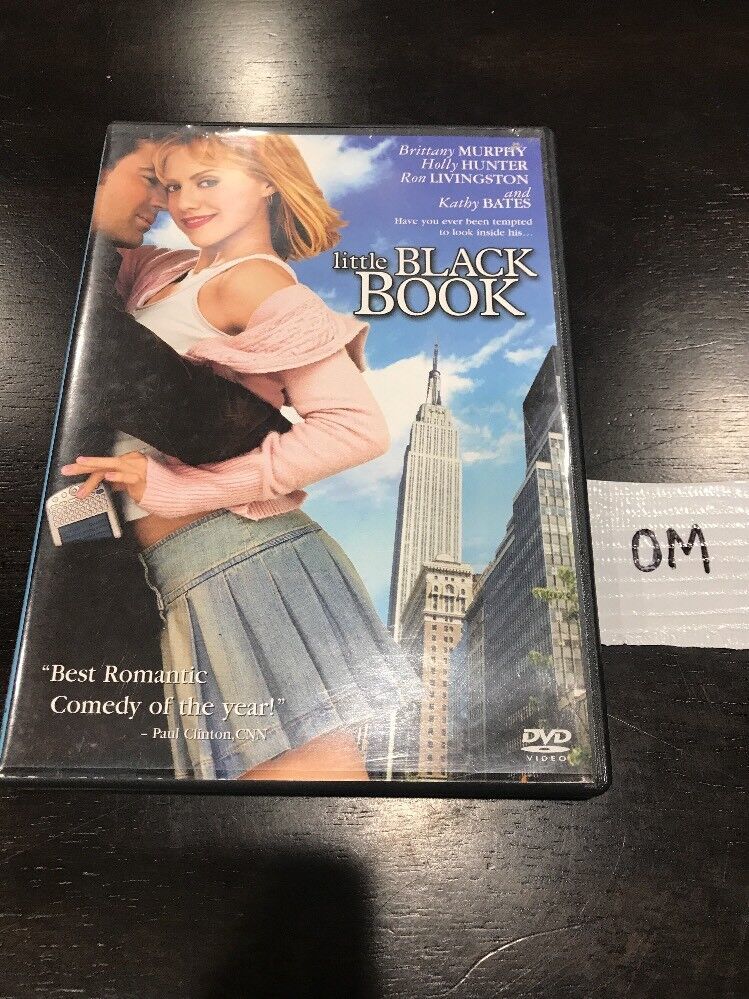 Brittany MURPHY
Holly HUNTER
Ron LIVINGSTON
and
Kathy BATES
Have you ever been tempted
to look inside his...
little BLACK
BOOK
OM
"Best Romantic
Comedy of the year!"
- Paul Clinton, CNN
DVD
VIDEO